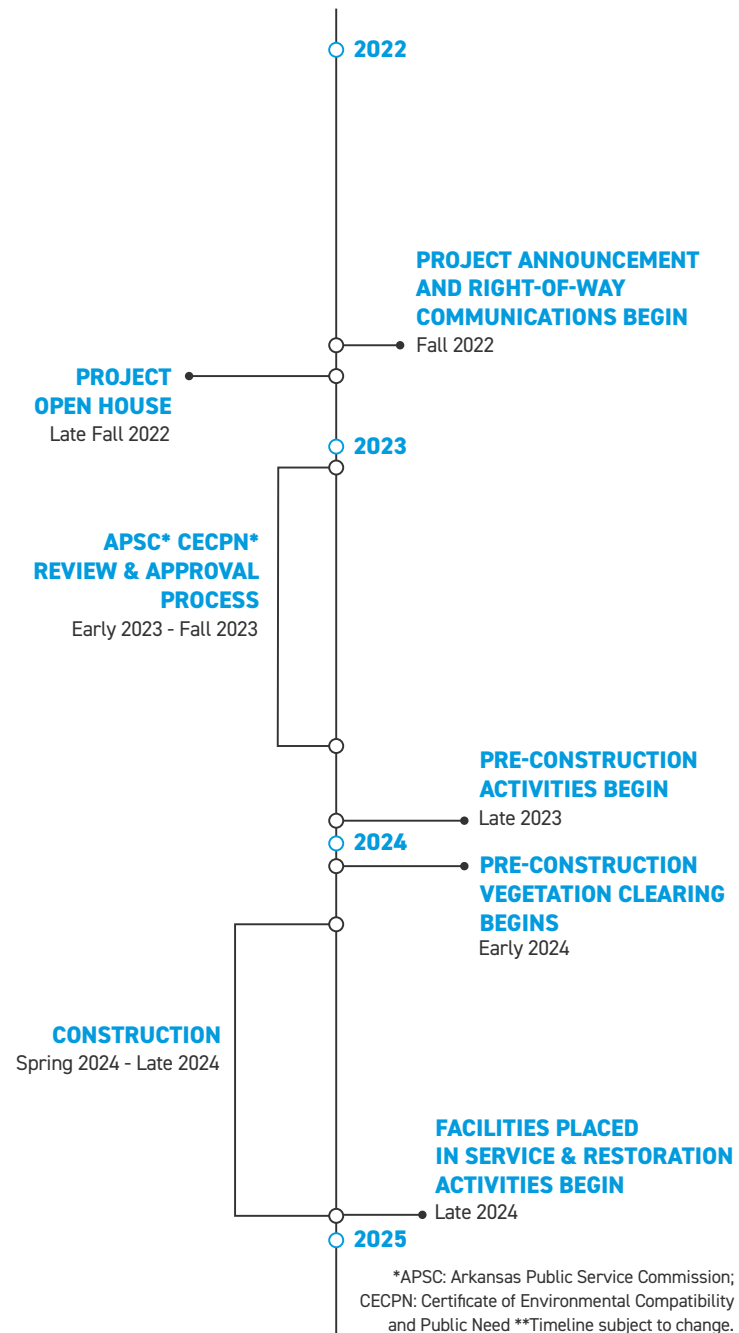 2022
PROJECT ANNOUNCEMENT
AND RIGHT-OF-WAY
COMMUNICATIONS BEGIN
Fall 2022
PROJECT
OPEN HOUSE
Late Fall 2022
2023
APSC* CECPN*
REVIEW & APPROVAL
PROCESS
Early 2023 - Fall 2023
PRE-CONSTRUCTION
ACTIVITIES BEGIN
Late 2023
2024
PRE-CONSTRUCTION
VEGETATION CLEARING
BEGINS
Early 2024
CONSTRUCTION
Spring 2024 - Late 2024
FACILITIES PLACED
IN SERVICE & RESTORATION
ACTIVITIES BEGIN
Late 2024
2025
*APSC: Arkansas Public Service Commission;
CECPN: Certificate of Environmental Compatibility
and Public Need **Timeline subject to change.